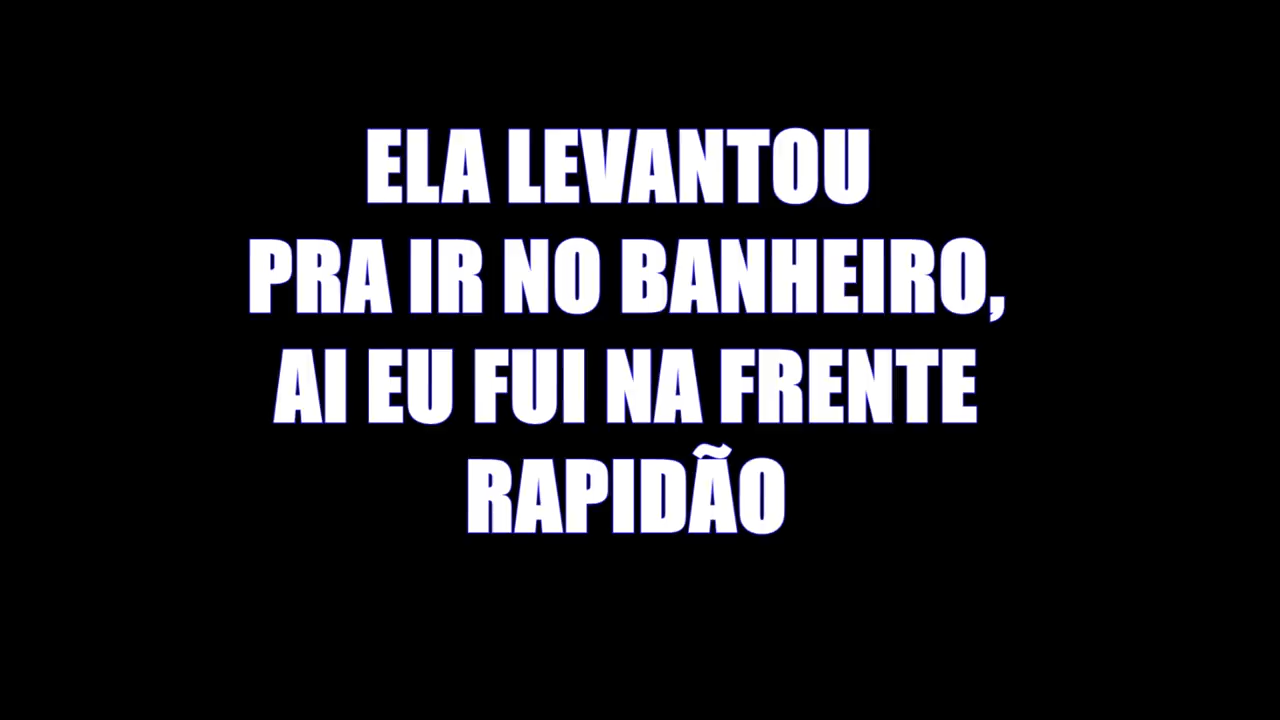 ELA LEVANTOU
PRA IR NO BANHEIRO,
AI EU FUI NA FRENTE
RAPIDÃO